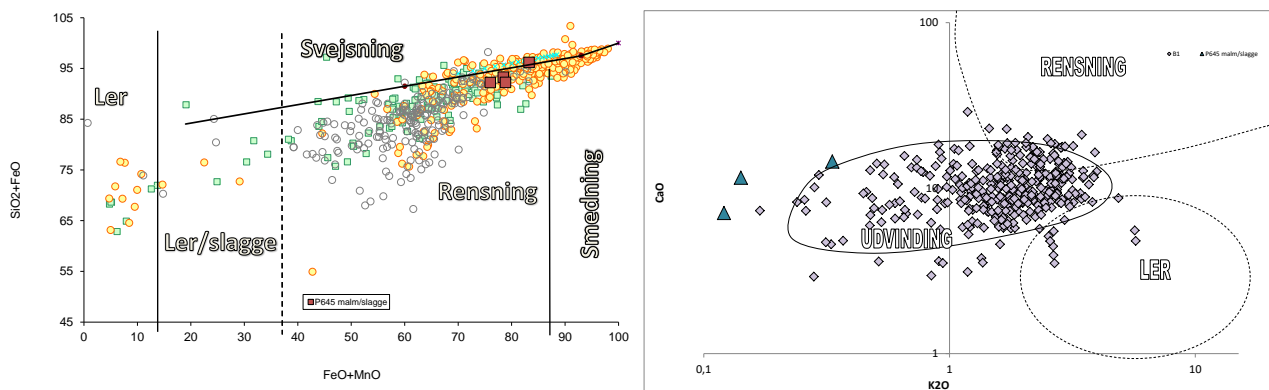 105
95
85
75
65
55
45
0
10
20
30
40
50
60
70
80
90
100
SiO2+FeO
FeO+MnO
Ler
Svejsning
Rensning
Ler/slagge
Smedning
P645 malm/slagge
100
10
1
0,1
1
10
CaO
K2O
RENSNING
UDVINDING
LER
B1
P645 malm/slagge